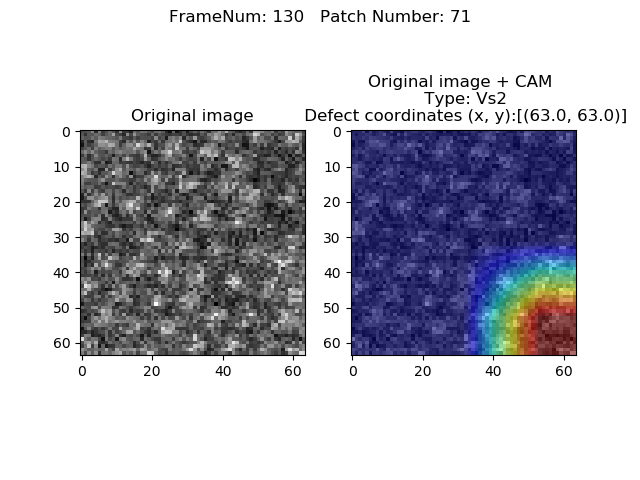 FrameNum: 130   Patch Number: 71
Original image
Original image + CAM
Type: Vs2
Defect coordinates (x, y):[(63.0, 63.0)]
0
10
20
30
40
50
60
0 20 40 60
0
10
20
30
40
50
60
0 20 40 60